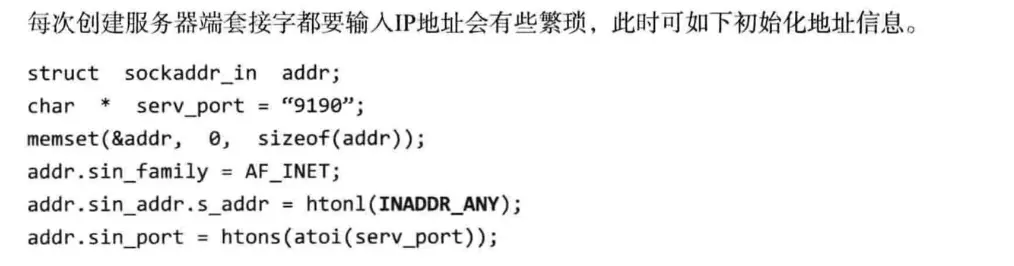 每次创建服务器端套接字都要输入IP地址会有些繁琐，此时可如下初始化地址信息。
struct sockaddr_in addr;
char * serv_port = “9190”;
memset(&addr, 0, sizeof(addr));
addr.sin_family = AF_INET;
addr.sin_addr.s_addr = htonl(INADDR_ANY);
addr.sin_port = htons(atoi(serv_port));